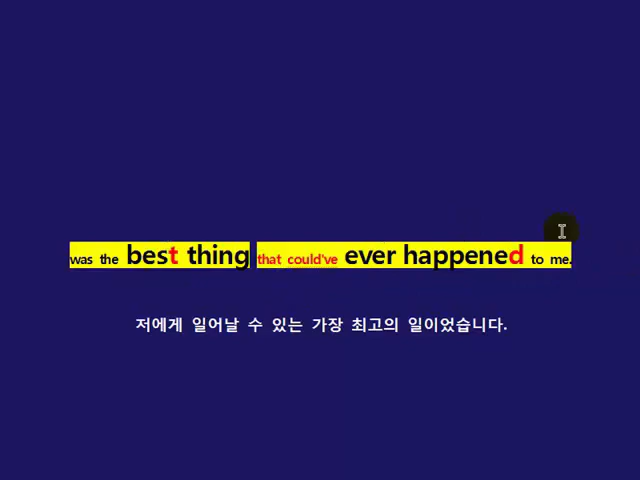 was the best thing that could've ever happened to me.
저에게 일어날 수 있는 가장 최고의 일이었습니다.